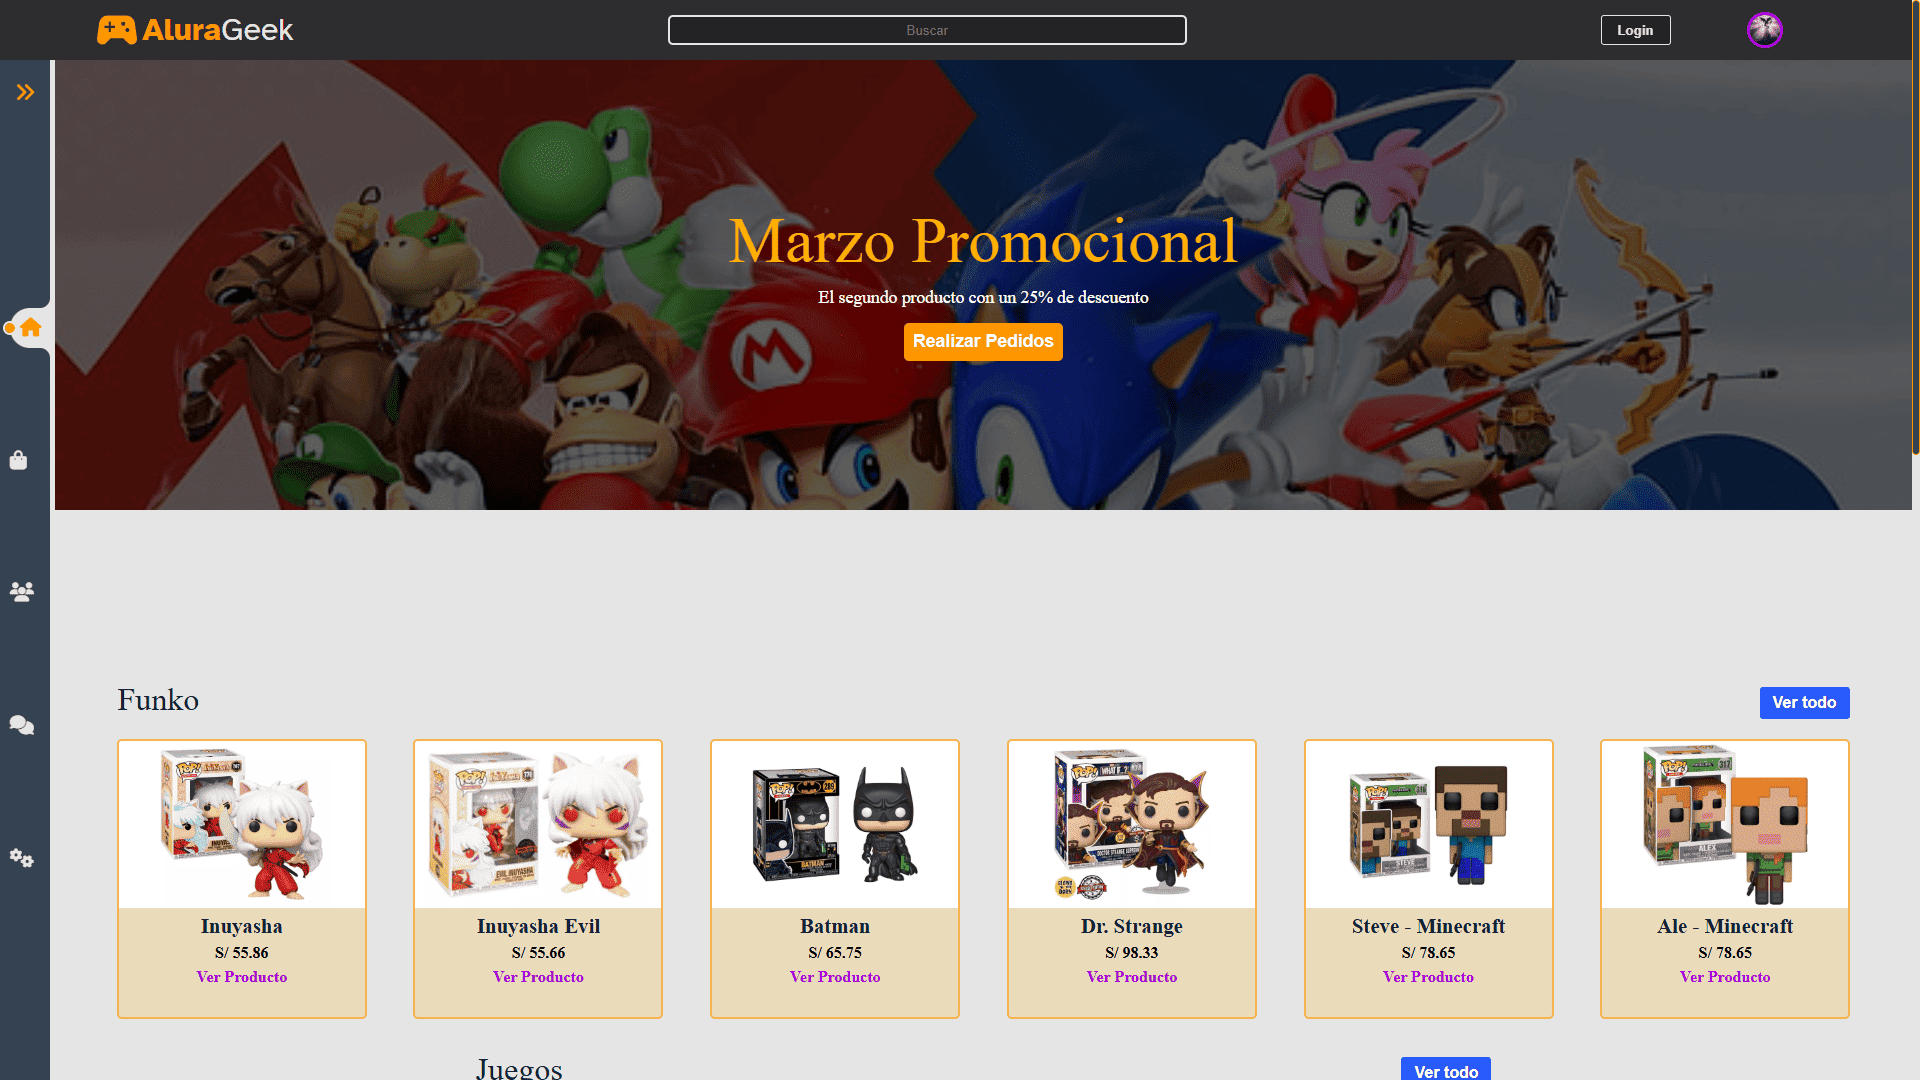 AluraGeek
Buscar
Login
Marzo Promocional
El segundo producto con un 25% de descuento
Realizar Pedidos
Funko
Ver todo
Inuyasha
S/ 55.86
Ver Producto
Inuyasha Evil
S/ 55.66
Ver Producto
Batman
S/ 65.75
Ver Producto
Dr. Strange
S/ 98.33
Ver Producto
Steve - Minecraft
S/ 78.65
Ver Producto
Ale - Minecraft
S/ 78.65
Ver Producto
Juegos
Ver todo